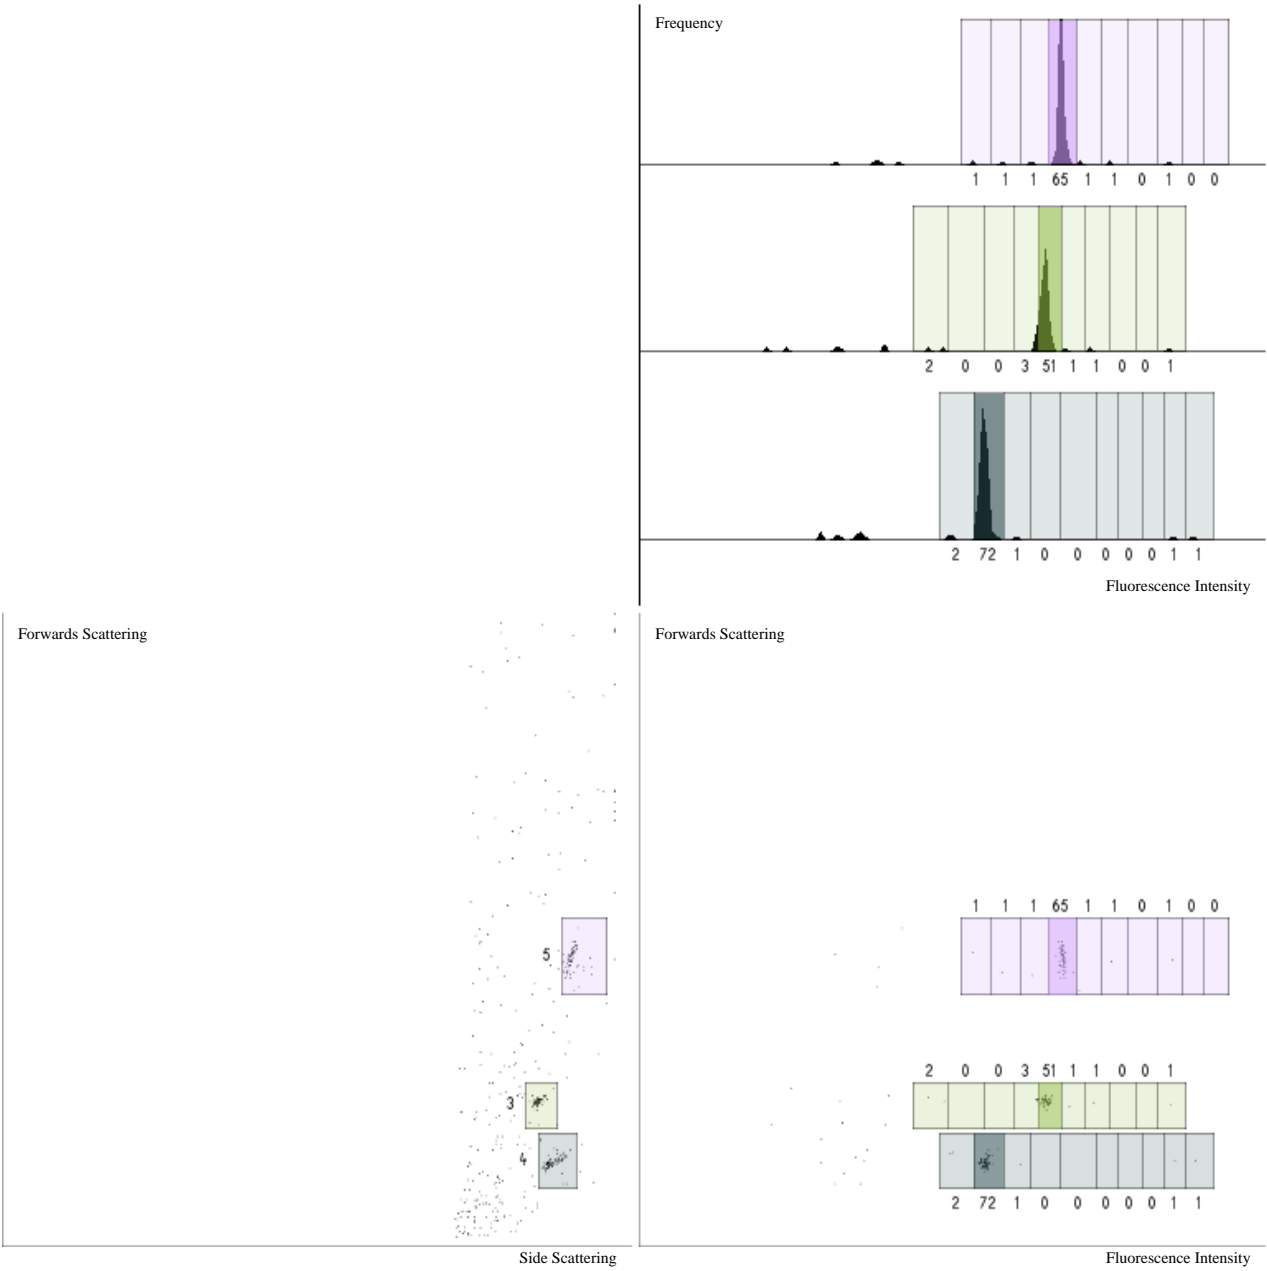 Frequency
1 1 1 65 1 1 0 1 0 0
2 0 0 3 51 1 1 0 0 1
2 72 1 0 0 0 0 0 1 1
Fluorescence Intensity
Forwards Scattering
5
3
4
Side Scattering
Forwards Scattering
1 1 1 65 1 1 0 1 0 0
2 0 0 3 51 1 1 0 0 1
2 72 1 0 0 0 0 0 1 1
Fluorescence Intensity